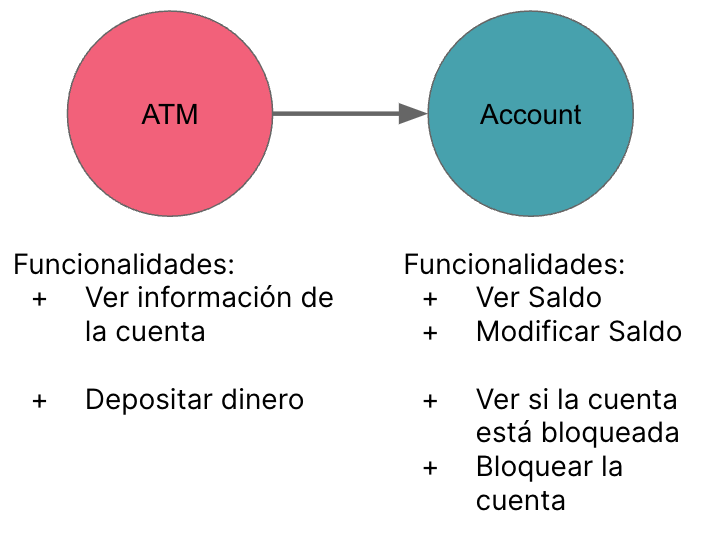 ATM
Account
Funcionalidades:
+ Ver información de
la cuenta
+ Depositar dinero
Funcionalidades:
+ Ver Saldo
+ Modificar Saldo
+ Ver si la cuenta
está bloqueada
+ Bloquear la
cuenta